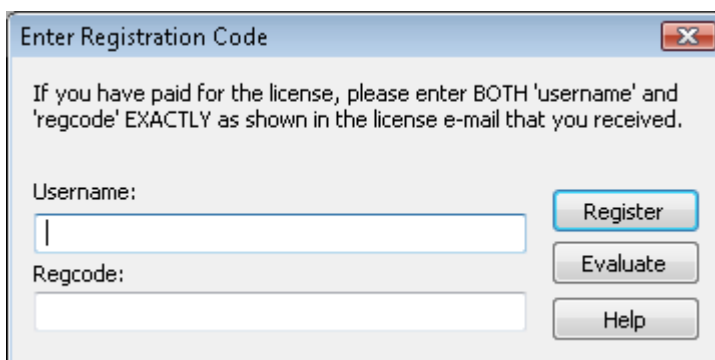 Enter Registration Code
If you have paid for the license, please enter BOTH 'username' and
'regcode' EXACTLY as shown in the license e-mail that you received.
Username:
Register
Evaluate
Regcode:
Help